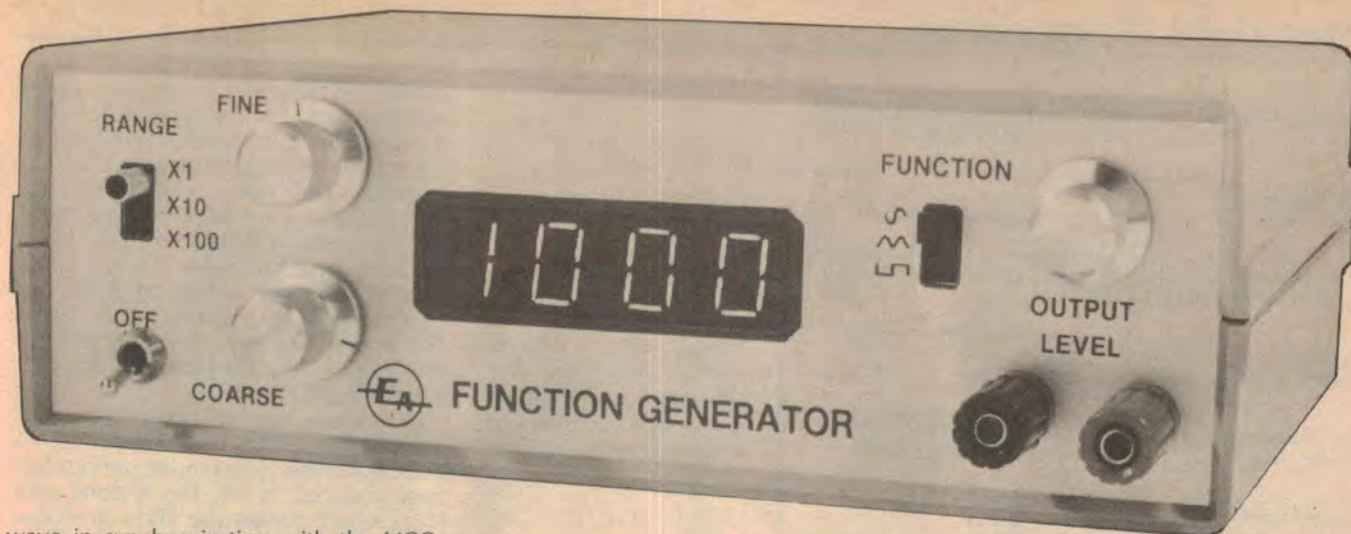 FINE
RANGE
X1
X10
X100
OFF
COARSE
1000
EA FUNCTION GENERATOR
FUNCTION
OUTPUT
LEVEL
wave in synchronisation with the VCO